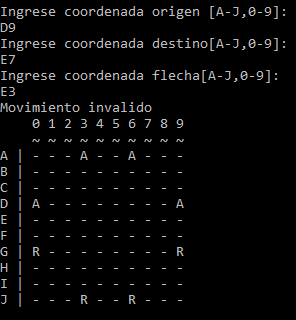 Ingrese coordenada origen [A-J,0-9]:
D9
Ingrese coordenada destino[A-J,0-9]:
E7
Ingrese coordenada flecha[A-J,0-9]:
E3
Movimiento invalido
    0 1 2 3 4 5 6 7 8 9
    ~ ~ ~ ~ ~ ~ ~ ~ ~ ~
A | - - - A - - A - - -
B | - - - - - - - - - -
C | - - - - - - - - - -
D | A - - - - - - - - A
E | - - - - - - - - - -
F | - - - - - - - - - -
G | R - - - - - - - - R
H | - - - - - - - - - -
I | - - - - - - - - - -
J | - - - R - - R - - -